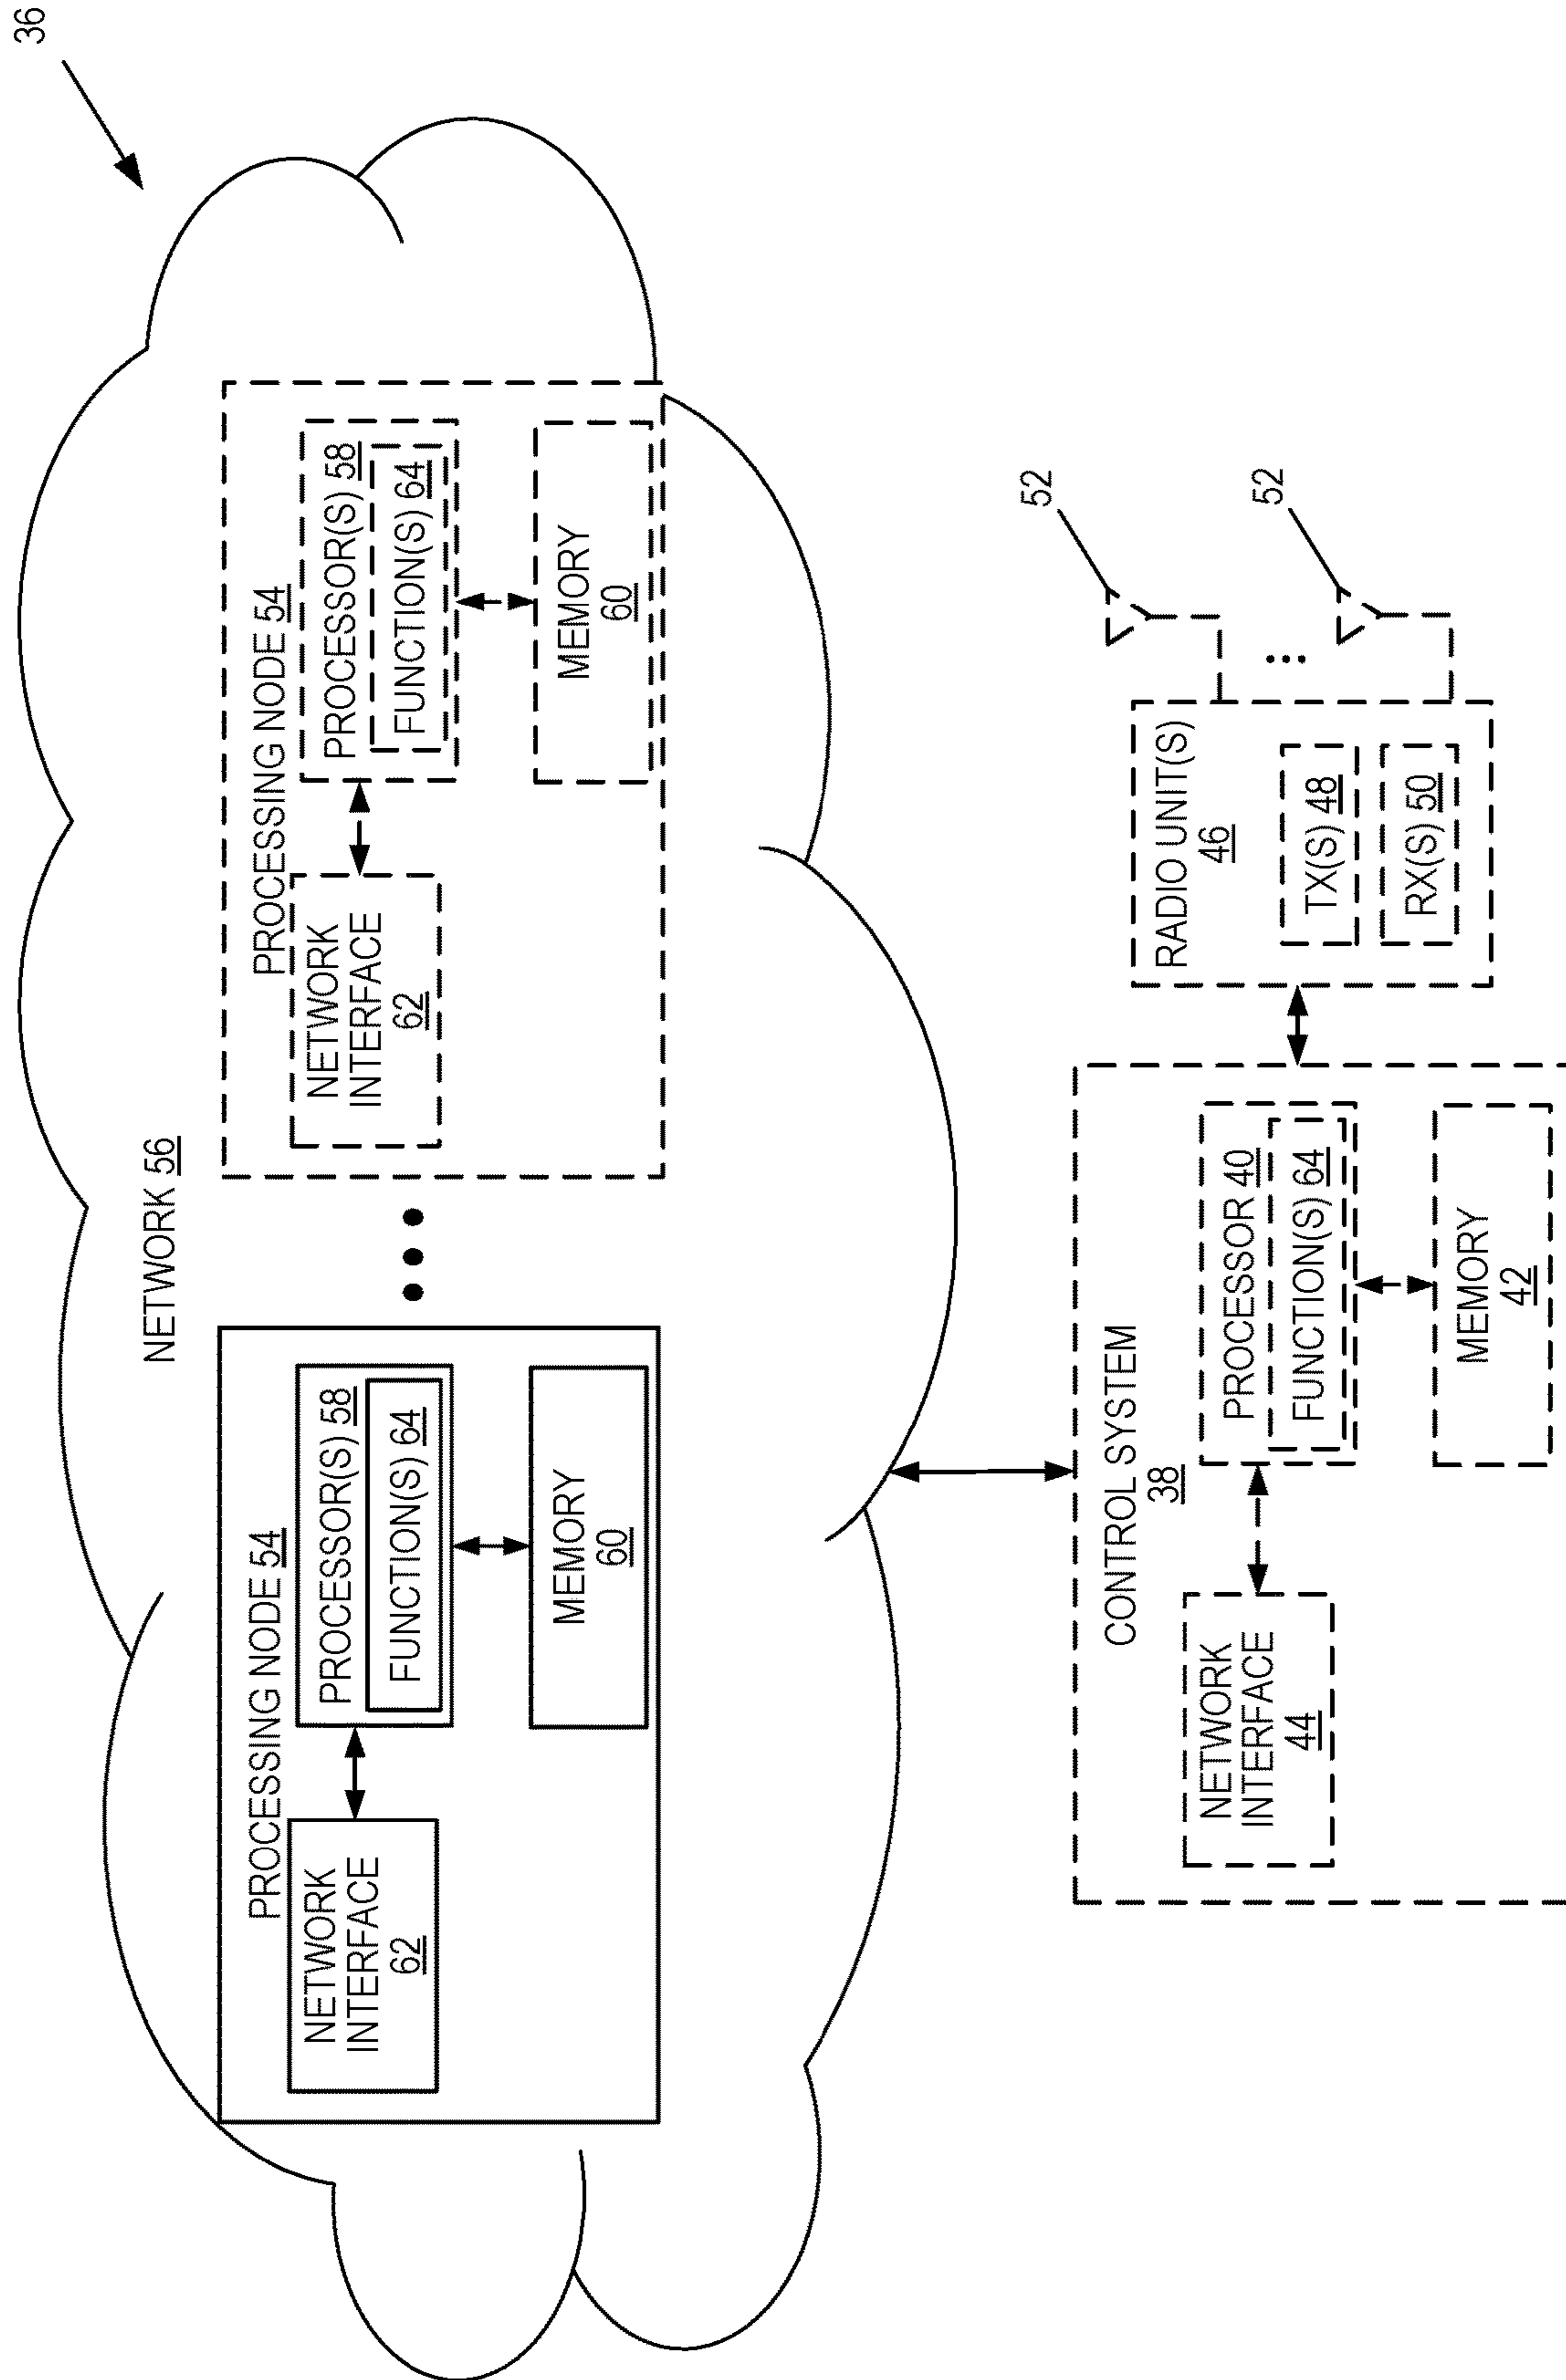 36
NETWORK 56
PROCESSING NODE 54
NETWORK
INTERFACE
62
PROCESSOR(S) 58
FUNCTION(S) 64
MEMORY
60
PROCESSING NODE 54
NETWORK
INTERFACE
62
PROCESSOR(S) 58
FUNCTION(S) 64
MEMORY
60
CONTROL SYSTEM
38
NETWORK
INTERFACE
44
PROCESSOR 40
FUNCTION(S) 64
MEMORY
42
RADIO UNIT(S)
46
TX(S) 48
RX(S) 50
52
52